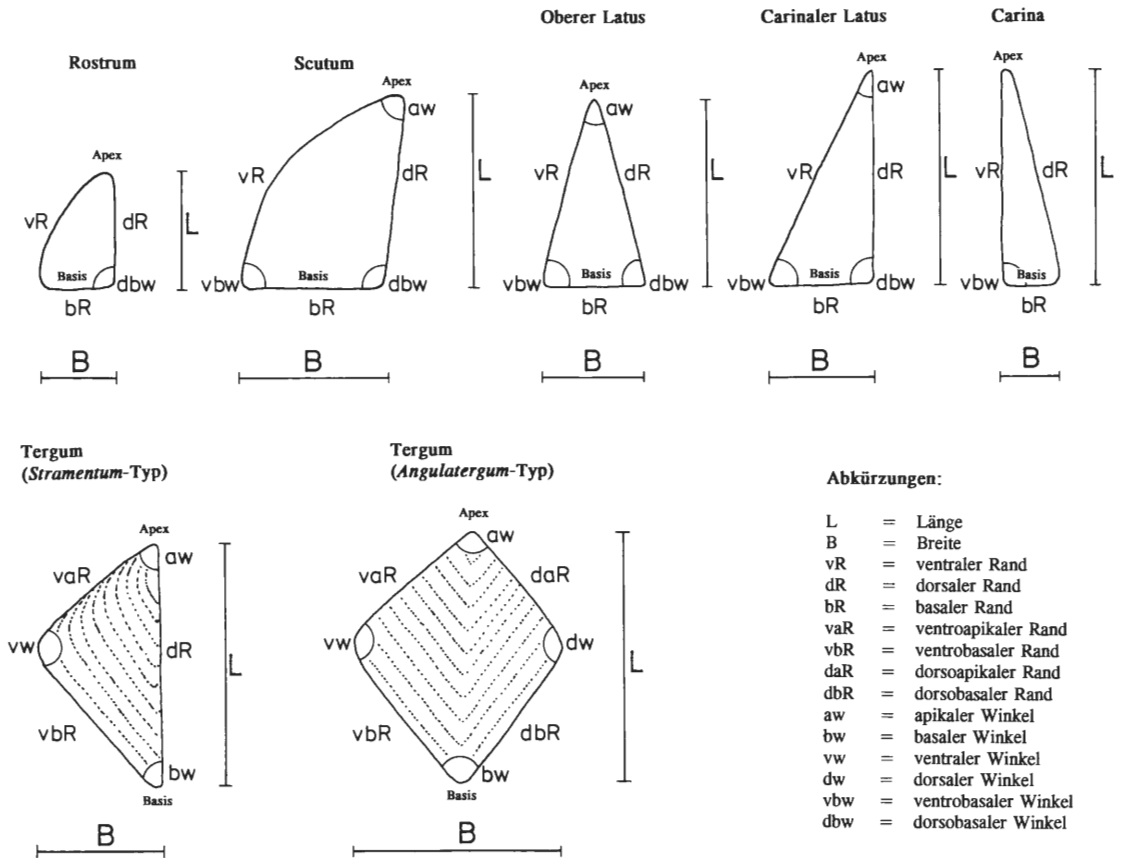 Rostrum
Apex
vR
dR
L
Basis
dbw
bR
B
Scutum
Apex
aw
vR
dR
L
vbw
Basis
dbw
bR
B
Oberer Latus
Apex
aw
vR
dR
L
vbw
Basis
dbw
bR
B
Carinaler Latus
Apex
aw
vR
dR
L
vbw
Basis
dbw
bR
B
Carina
Apex
vR
dR
L
vbw
Basis
bR
B
Tergum
(Stramentum-Typ)
Apex
aw
vaR
vw
dR
L
vbR
bw
Basis
B
Tergum
(Angulatergum-Typ)
Apex
aw
vaR
daR
vw
dw
L
vbR
dbR
bw
Basis
B
Abkürzungen:
L = Länge
B = Breite
vR = ventraler Rand
dR = dorsaler Rand
bR = basaler Rand
vaR = ventroapikaler Rand
vbR = ventrobasaler Rand
daR = dorsoapikaler Rand
dbR = dorsobasaler Rand
aw = apikaler Winkel
bw = basaler Winkel
vw = ventraler Winkel
dw = dorsaler Winkel
vbw = ventrobasaler Winkel
dbw = dorsobasaler Winkel